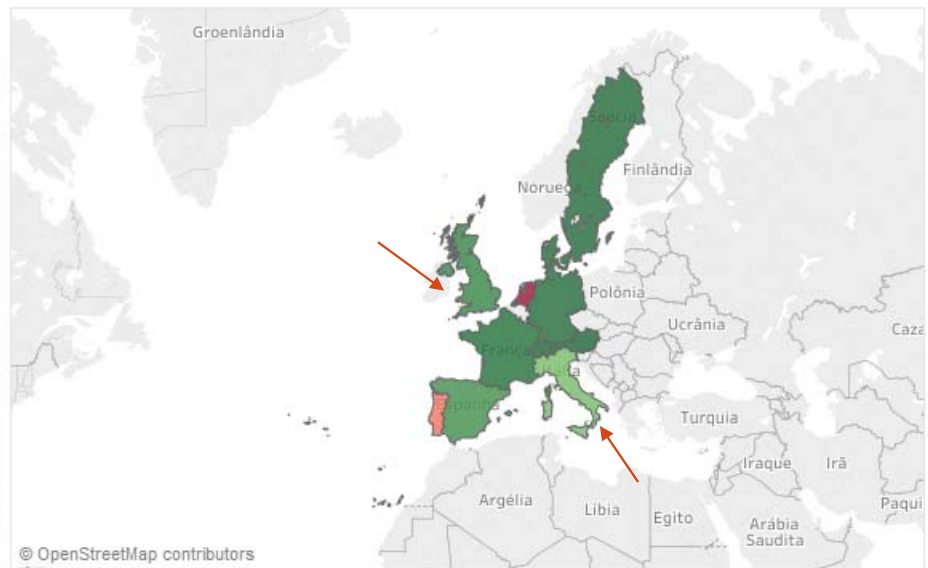 Groenlândia
Suécia
Finlândia
Noruega
Polônia
Ucrânia
Caza
França
Itália
Espanha
Turquia
Iraque
Irã
Argélia
Líbia
Egito
Arábia
Saudita
Paqui
© OpenStreetMap contributors